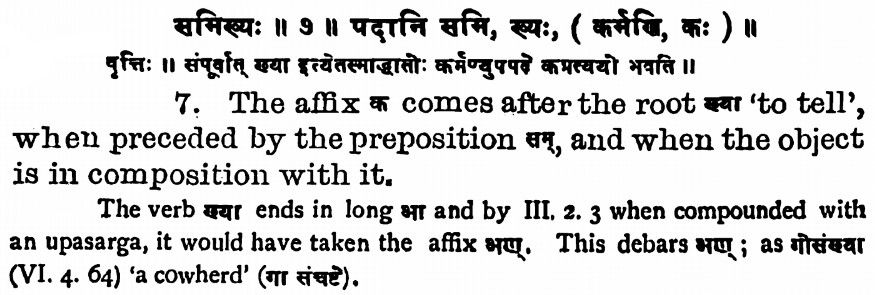 समिख्यः ॥ ७ ॥ पदानि समि, ख्यः, ( कर्मणि, कः ) ॥
वृत्तिः ॥ संपूर्वात् ख्या इत्येतस्माद्धातोः कर्मण्युपपदे कप्रत्ययो भवति ॥
7. The affix क comes after the root ख्या 'to tell',
when preceded by the preposition सम्, and when the object
is in composition with it.
The verb ख्या ends in long आ and by III. 2. 3 when compounded with
an upasarga, it would have taken the affix अण्. This debars अण् ; as गोसंख्या
(VI. 4. 64) 'a cowherd' (गा संचष्टे).